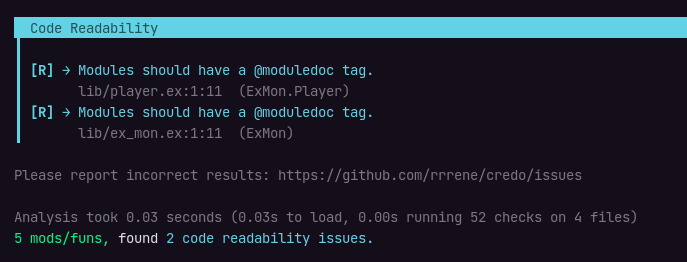 Code Readability
[R] → Modules should have a @moduledoc tag.
lib/player.ex:1:11 (ExMon.Player)
[R] → Modules should have a @moduledoc tag.
lib/ex_mon.ex:1:11 (ExMon)
Please report incorrect results: https://github.com/rrrene/credo/issues
Analysis took 0.03 seconds (0.03s to load, 0.00s running 52 checks on 4 files)
5 mods/funs, found 2 code readability issues.